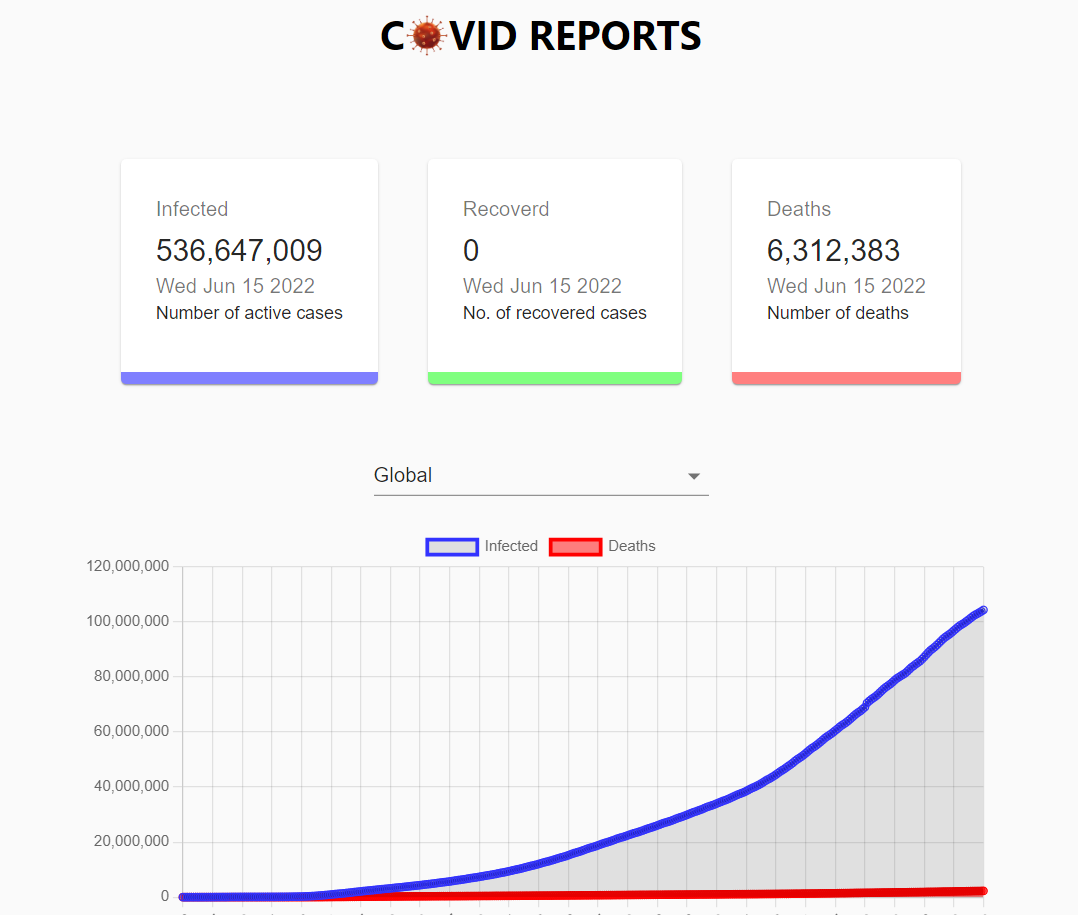 COVID REPORTS
Infected
536,647,009
Wed Jun 15 2022
Number of active cases
Recoverd
0
Wed Jun 15 2022
No. of recovered cases
Deaths
6,312,383
Wed Jun 15 2022
Number of deaths
Global
Infected Deaths
120,000,000
100,000,000
80,000,000
60,000,000
40,000,000
20,000,000
0